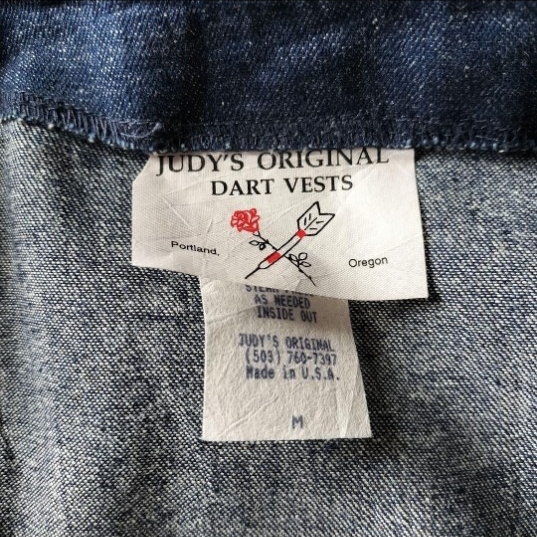 JUDY'S ORIGINAL
DART VESTS
Portland,
Oregon
AS NEEDED
INSIDE OUT
JUDY'S ORIGINAL
(503) 760-7397
Made in U.S.A.
M